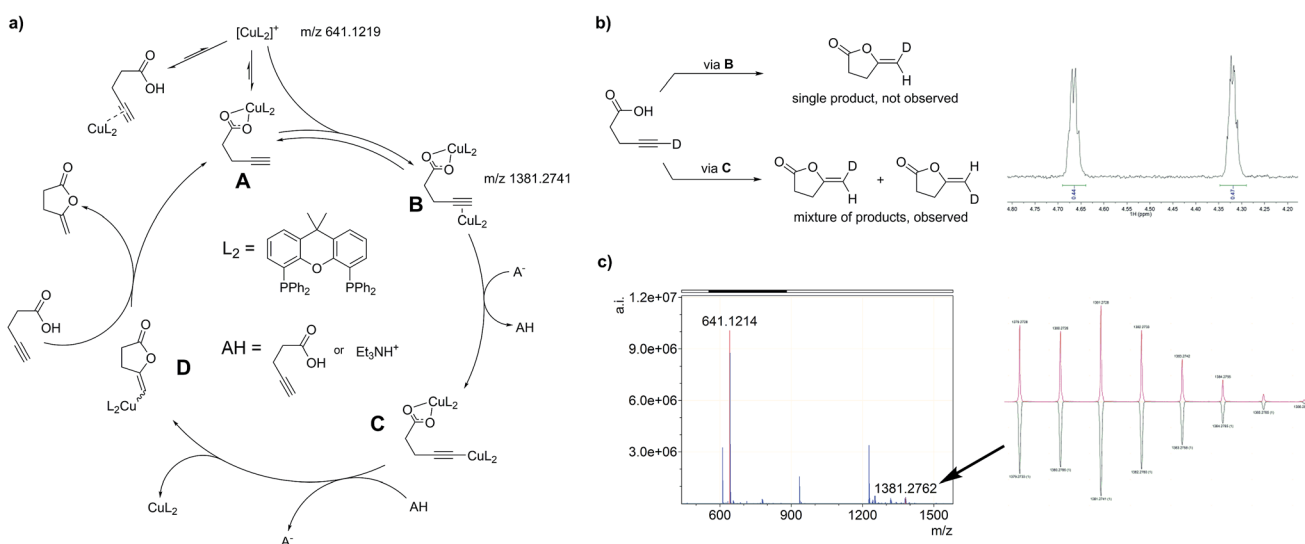 a)
[CuL2]+
m/z 641.1219
O
OH
CuL2
O
CuL2
O
A
O
CuL2
O
m/z 1381.2741
B
CuL2
O
O
L2 =
O
PPh2
PPh2
A-
AH
O
OH
AH =
O
OH
or
Et3NH+
O
O
D
L2Cu
C
O
CuL2
O
CuL2
CuL2
AH
A-
b)
O
OH
D
via B
O
O
D
H
single product, not observed
via C
O
O
D
H
+
O
O
H
D
mixture of products, observed
0.44
0.47
4.80 4.75 4.70 4.65 4.60 4.55 4.50 4.45 4.40 4.35 4.30 4.25 4.20
1H (ppm)
c)
a.i.
1.2e+07
9.0e+06
6.0e+06
3.0e+06
641.1214
1381.2762
600 900 1200 1500
m/z